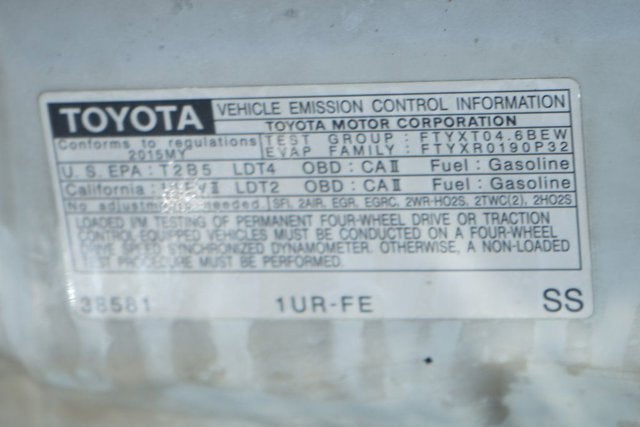 TOYOTA VEHICLE EMISSION CONTROL INFORMATION
TOYOTA MOTOR CORPORATION
Conforms to regulations
2015MY
TEST GROUP : FTYXT04.6BEW
EVAP FAMILY : FTYXR0190P32
U.S. EPA : T2B5 LDT4 OBD : CAⅡ Fuel : Gasoline
California : LDT2 OBD : CAⅡ Fuel : Gasoline
No adjustments needed SFI, 2AIR, EGR, EGRC, 2WR-HO2S, 2TWC(2), 2HO2S
LOADED I/M TESTING OF PERMANENT FOUR-WHEEL DRIVE OR TRACTION
CONTROL EQUIPPED VEHICLES MUST BE CONDUCTED ON A FOUR-WHEEL
SYNCHRONIZED DYNAMOMETER. OTHERWISE, A NON-LOADED
TEST PROCEDURE MUST BE PERFORMED.
38581 1UR-FE SS